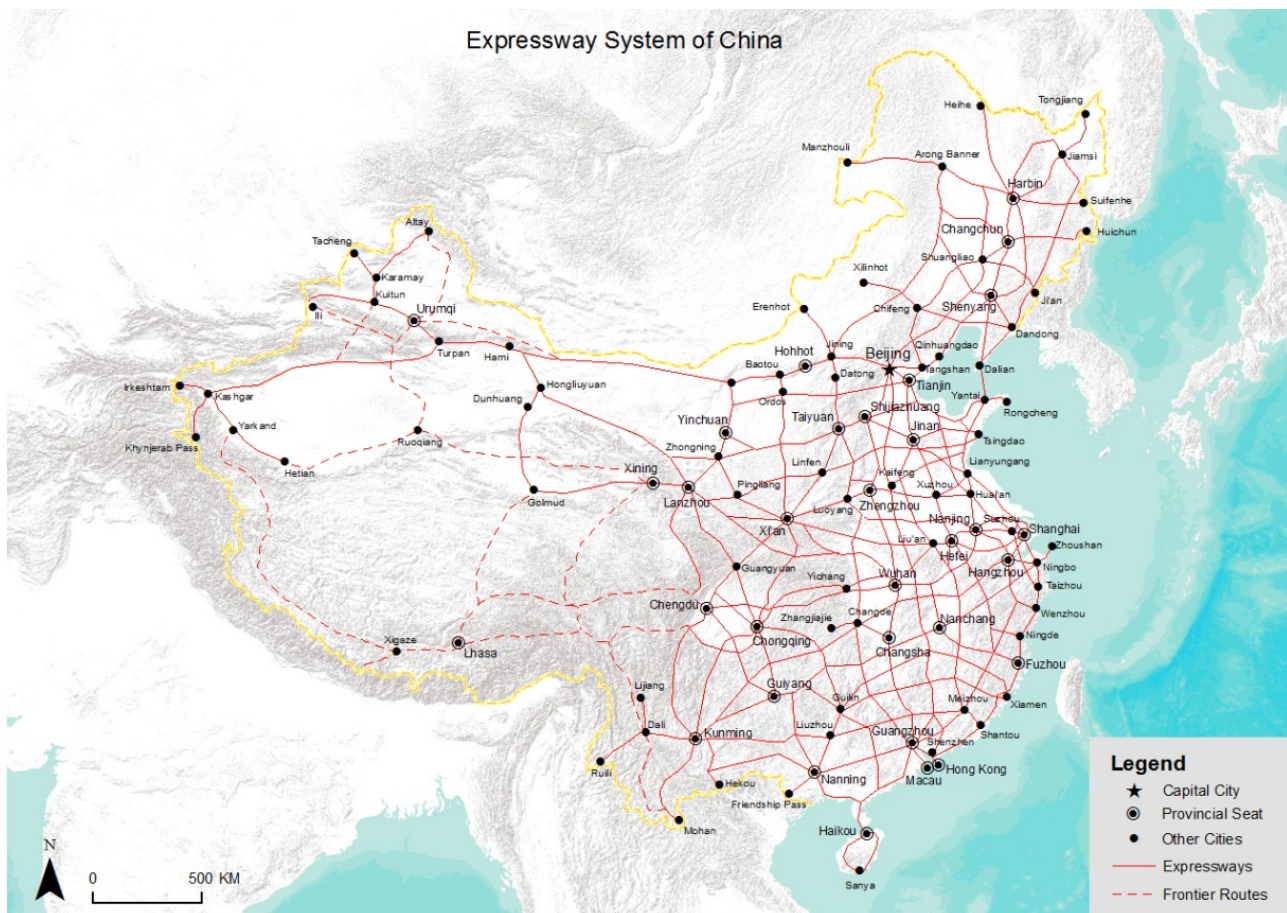 Expressway System of China
Heihe
Tongjiang
Manzhouli
Arong Banner
Jiamsi
Harbin
Suifenhe
Altay
Changchun
Huichun
Tacheng
Shuangliao
Karamay
Xilinhot
Kuitun
Shenyang
Ji'an
Ili
Urumqi
Erenhot
Chifeng
Dandong
Turpan
Hami
Hohhot
Jining
Beijing
Qinhuangdao
Baotou
Datong
Tangshan
Dalian
Irkeshtam
Kashgar
Hongliuyuan
Ordos
Tianjin
Yantai
Dunhuang
Rongcheng
Yarkand
Yinchuan
Taiyuan
Shijiazhuang
Jinan
Khynjerab Pass
Ruoqiang
Zhongning
Tsingdao
Hetian
Xining
Linfen
Lianyungang
Golmud
Lanzhou
Pingliang
Kaifeng
Xuzhou
Huai'an
Luoyang
Zhengzhou
Xi'an
Nanjing
Suzhou
Shanghai
Liu'an
Hefei
Zhoushan
Guangyuan
Yichang
Wuhan
Hangzhou
Ningbo
Taizhou
Chengdu
Zhangjiajie
Changde
Nanchang
Wenzhou
Chongqing
Changsha
Ningde
Xigaze
Lhasa
Fuzhou
Lijiang
Guiyang
Guilin
Meizhou
Xiamen
Dali
Kunming
Liuzhou
Guangzhou
Shantou
Shenzhen
Ruili
Hekou
Nanning
Macau
Hong Kong
Friendship Pass
Mohan
Haikou
Sanya
N
0
500 KM
Legend
Capital City
Provincial Seat
Other Cities
Expressways
Frontier Routes